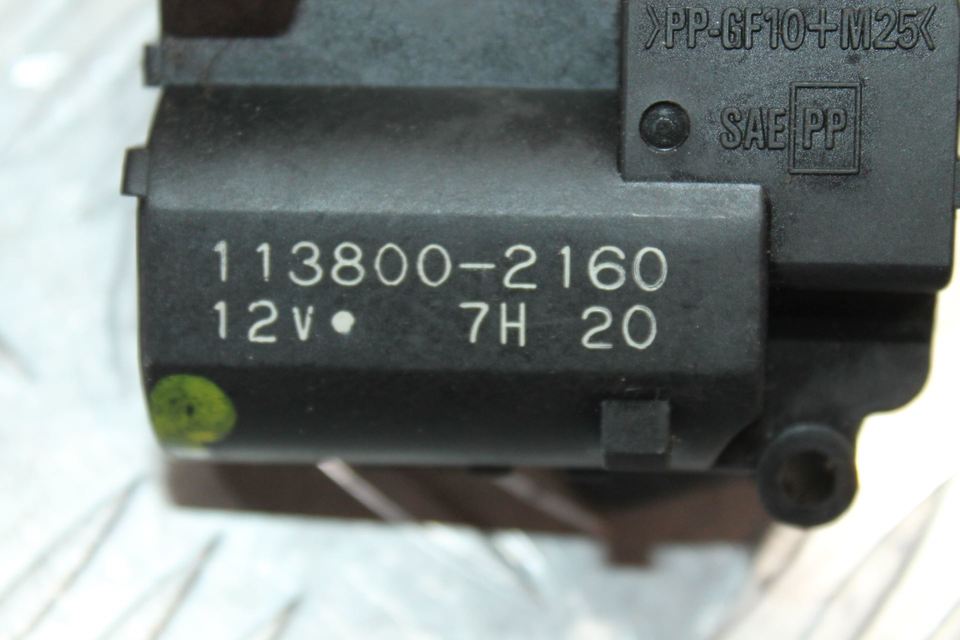 >PP-GF10+M25<
SAE PP
113800-2160
12V• 7H 20